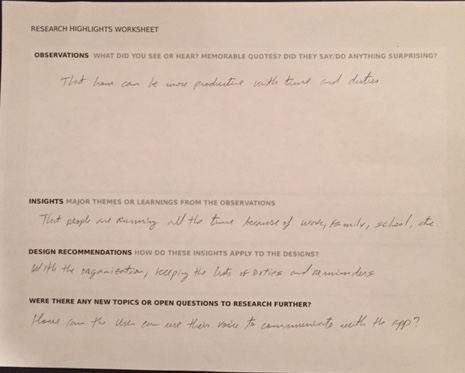 RESEARCH HIGHLIGHTS WORKSHEET
OBSERVATIONS WHAT DID YOU SEE OR HEAR? MEMORABLE QUOTES? DID THEY SAY/DO ANYTHING SURPRISING?
That how can be more productive with time and duties
INSIGHTS MAJOR THEMES OR LEARNINGS FROM THE OBSERVATIONS
That people are running all the time because of work, family, school, etc
DESIGN RECOMMENDATIONS HOW DO THESE INSIGHTS APPLY TO THE DESIGNS?
With the organization, keeping the lists of duties and reminders
WERE THERE ANY NEW TOPICS OR OPEN QUESTIONS TO RESEARCH FURTHER?
the user can use their voice to communicate with the app?